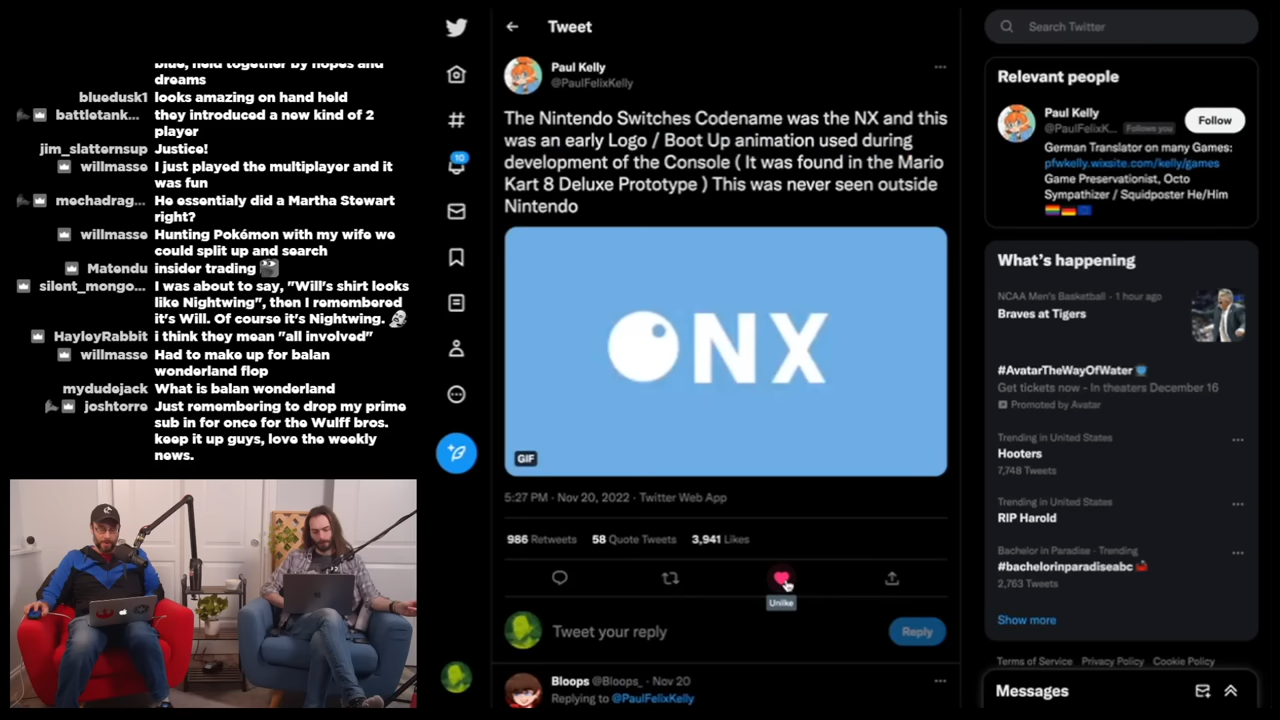 blue, held together by hopes and
dreams
bluedusk1 looks amazing on hand held
battletank... they introduced a new kind of 2
player
jim_slatternsup Justice!
willmasse I just played the multiplayer and it
was fun
mechadrag... He essentialy did a Martha Stewart
right?
willmasse Hunting Pokémon with my wife we
could split up and search
Matendu insider trading
silent_mongo... I was about to say, "Will's shirt looks
like Nightwing", then I remembered
it's Will. Of course it's Nightwing.
HayleyRabbit i think they mean "all involved"
willmasse Had to make up for balan
wonderland flop
mydudejack What is balan wonderland
joshtorre Just remembering to drop my prime
sub in for once for the Wulff bros.
keep it up guys, love the weekly
news.
10
Tweet
Paul Kelly
@PaulFelixKelly
The Nintendo Switches Codename was the NX and this
was an early Logo / Boot Up animation used during
development of the Console ( It was found in the Mario
Kart 8 Deluxe Prototype ) This was never seen outside
Nintendo
NX
GIF
5:27 PM · Nov 20, 2022 · Twitter Web App
986 Retweets 58 Quote Tweets 3,941 Likes
Unlike
Tweet your reply
Reply
Bloops @Bloops_ · Nov 20
Replying to @PaulFelixKelly
Search Twitter
Relevant people
Paul Kelly
@PaulFelixK... Follows you
Follow
German Translator on many Games:
pfwkelly.wixsite.com/kelly/games
Game Preservationist, Octo
Sympathizer / Squidposter He/Him
What's happening
NCAA Men's Basketball · 1 hour ago
Braves at Tigers
#AvatarTheWayOfWater
Get tickets now - In theaters December 16
Promoted by Avatar
Trending in United States
Hooters
7,748 Tweets
Trending in United States
RIP Harold
Bachelor in Paradise · Trending
#bachelorinparadiseabc
2,763 Tweets
Show more
Terms of Service Privacy Policy Cookie Policy
Messages